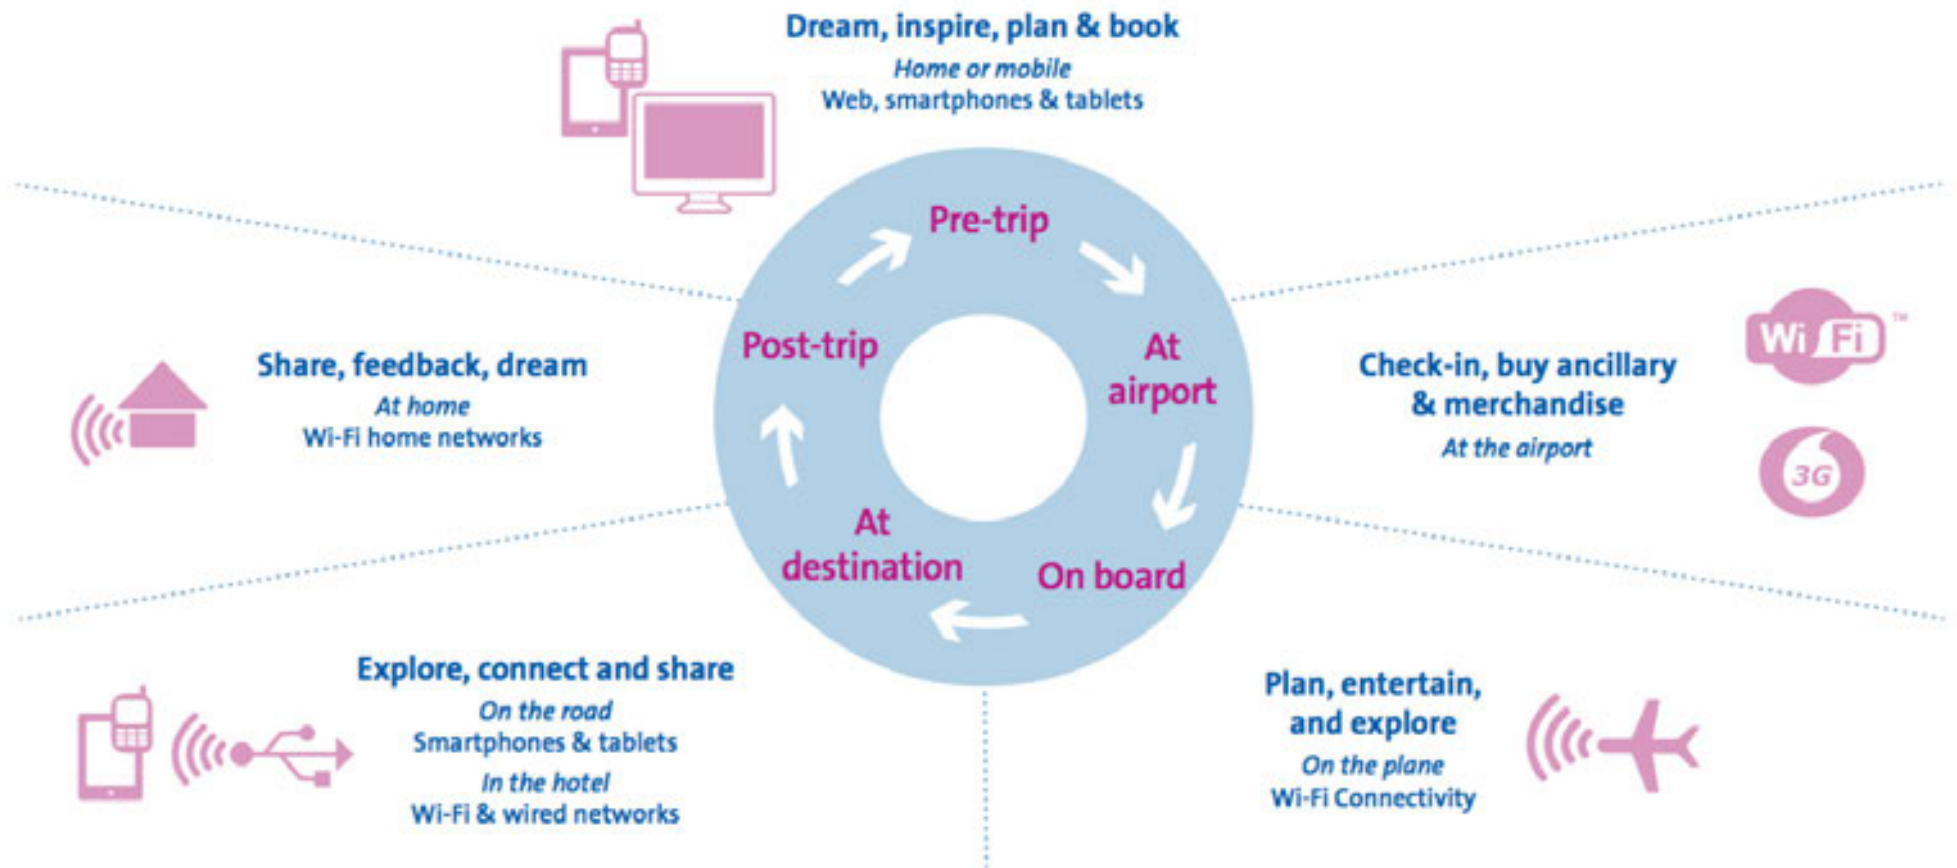 Dream, inspire, plan & book
Home or mobile
Web, smartphones & tablets
Pre-trip
Post-trip
At
airport
At
destination
On board
Share, feedback, dream
At home
Wi-Fi home networks
Check-in, buy ancillary
& merchandise
At the airport
Wi Fi ™
3G
Explore, connect and share
On the road
Smartphones & tablets
In the hotel
Wi-Fi & wired networks
Plan, entertain,
and explore
On the plane
Wi-Fi Connectivity